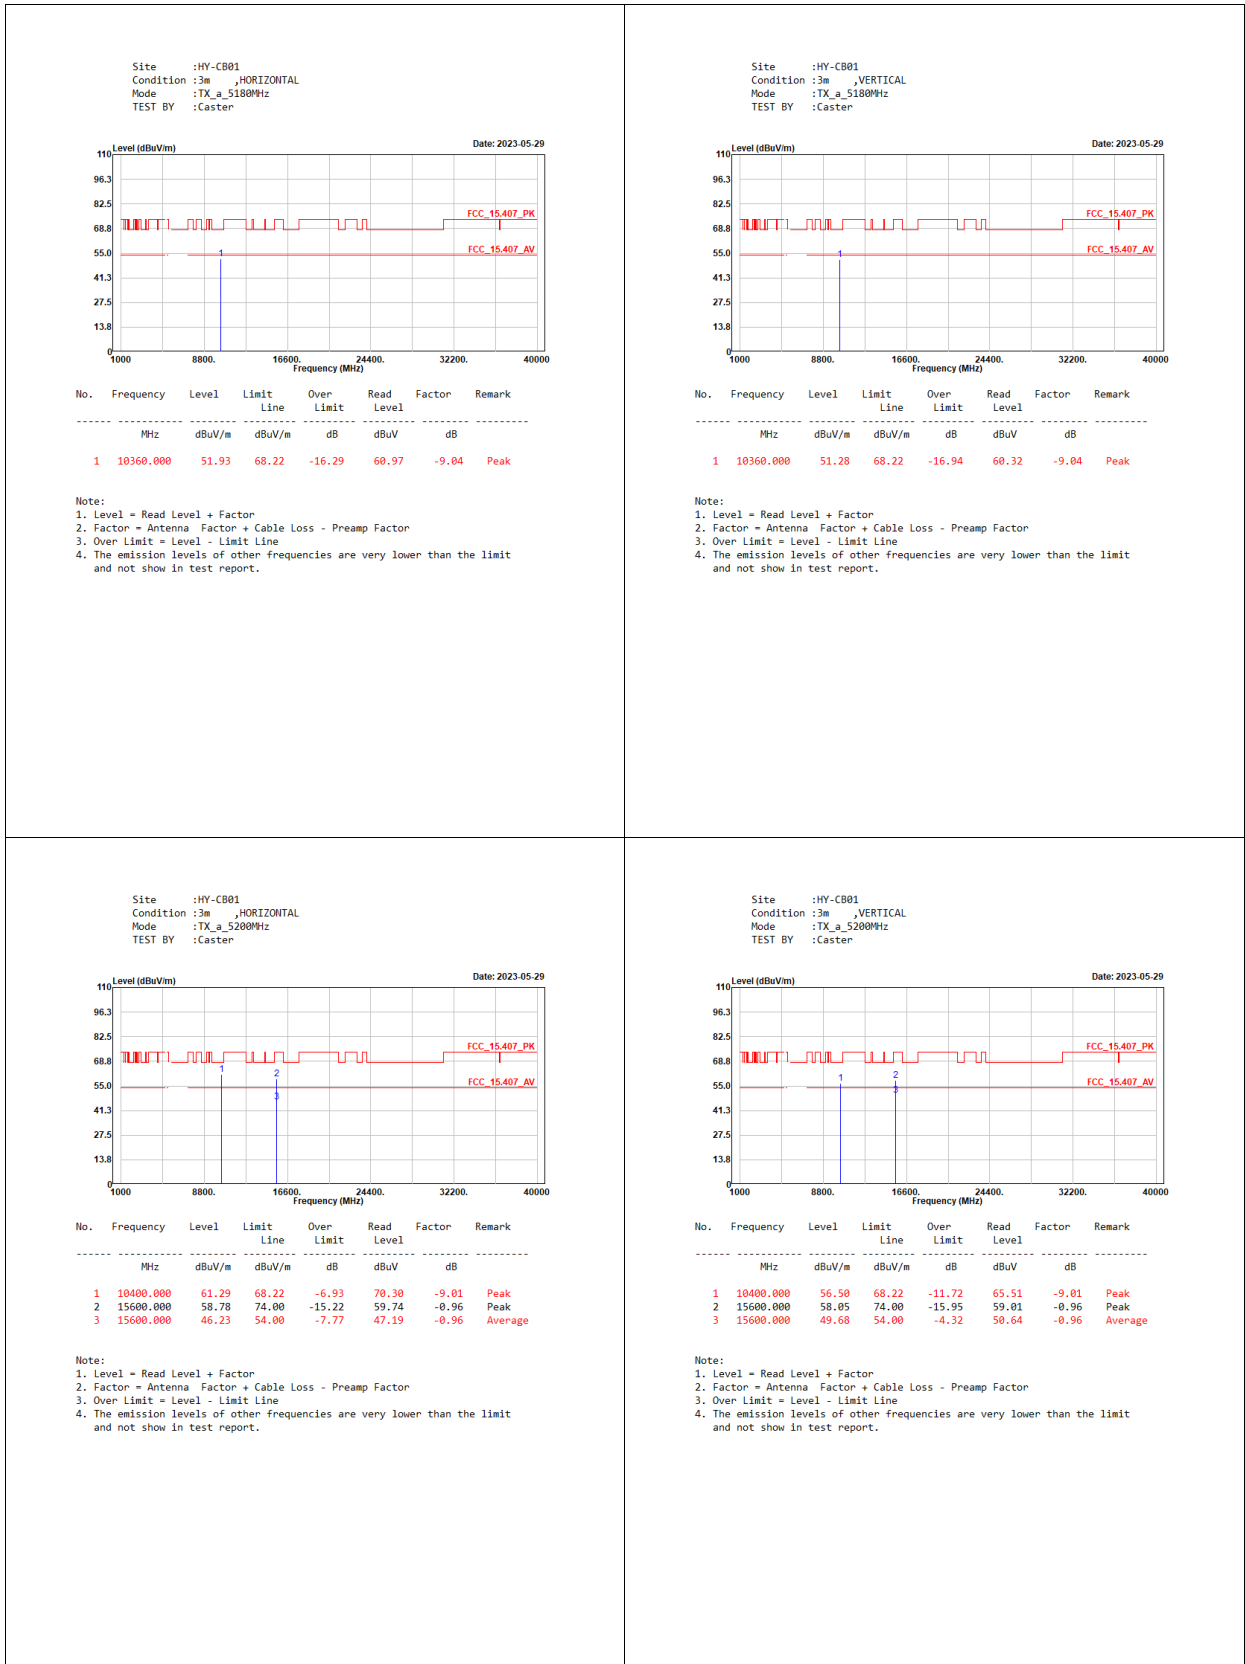 Site      :HY-CB01
Condition :3m    ,HORIZONTAL
Mode      :TX_a_5180MHz
TEST BY   :Caster
Level (dBuV/m)
Date: 2023-05-29
110
96.3
82.5
68.8
55.0
41.3
27.5
13.8
0
FCC_15.407_PK
FCC_15.407_AV
1
1000 8800. 16600. 24400. 32200. 40000
Frequency (MHz)
No. Frequency Level Limit Over Read Factor Remark
Line Limit Level
------ ----------- -------- --------- -------- --------- -------- ---------
MHz dBuV/m dBuV/m dB dBuV dB
1 10360.000 51.93 68.22 -16.29 60.97 -9.04 Peak
Note:
1. Level = Read Level + Factor
2. Factor = Antenna  Factor + Cable Loss - Preamp Factor
3. Over Limit = Level - Limit Line
4. The emission levels of other frequencies are very lower than the limit
and not show in test report.
Site      :HY-CB01
Condition :3m    ,VERTICAL
Mode      :TX_a_5180MHz
TEST BY   :Caster
Level (dBuV/m)
Date: 2023-05-29
110
96.3
82.5
68.8
55.0
41.3
27.5
13.8
0
FCC_15.407_PK
FCC_15.407_AV
1
1000 8800. 16600. 24400. 32200. 40000
Frequency (MHz)
No. Frequency Level Limit Over Read Factor Remark
Line Limit Level
------ ----------- -------- --------- -------- --------- -------- ---------
MHz dBuV/m dBuV/m dB dBuV dB
1 10360.000 51.28 68.22 -16.94 60.32 -9.04 Peak
Note:
1. Level = Read Level + Factor
2. Factor = Antenna  Factor + Cable Loss - Preamp Factor
3. Over Limit = Level - Limit Line
4. The emission levels of other frequencies are very lower than the limit
and not show in test report.
Site      :HY-CB01
Condition :3m    ,HORIZONTAL
Mode      :TX_a_5200MHz
TEST BY   :Caster
Level (dBuV/m)
Date: 2023-05-29
110
96.3
82.5
68.8
55.0
41.3
27.5
13.8
0
FCC_15.407_PK
FCC_15.407_AV
1
2
3
1000 8800. 16600. 24400. 32200. 40000
Frequency (MHz)
No. Frequency Level Limit Over Read Factor Remark
Line Limit Level
------ ----------- -------- --------- -------- --------- -------- ---------
MHz dBuV/m dBuV/m dB dBuV dB
1 10400.000 61.29 68.22 -6.93 70.30 -9.01 Peak
2 15600.000 58.78 74.00 -15.22 59.74 -0.96 Peak
3 15600.000 46.23 54.00 -7.77 47.19 -0.96 Average
Note:
1. Level = Read Level + Factor
2. Factor = Antenna  Factor + Cable Loss - Preamp Factor
3. Over Limit = Level - Limit Line
4. The emission levels of other frequencies are very lower than the limit
and not show in test report.
Site      :HY-CB01
Condition :3m    ,VERTICAL
Mode      :TX_a_5200MHz
TEST BY   :Caster
Level (dBuV/m)
Date: 2023-05-29
110
96.3
82.5
68.8
55.0
41.3
27.5
13.8
0
FCC_15.407_PK
FCC_15.407_AV
1
2
3
1000 8800. 16600. 24400. 32200. 40000
Frequency (MHz)
No. Frequency Level Limit Over Read Factor Remark
Line Limit Level
------ ----------- -------- --------- -------- --------- -------- ---------
MHz dBuV/m dBuV/m dB dBuV dB
1 10400.000 56.50 68.22 -11.72 65.51 -9.01 Peak
2 15600.000 58.05 74.00 -15.95 59.01 -0.96 Peak
3 15600.000 49.68 54.00 -4.32 50.64 -0.96 Average
Note:
1. Level = Read Level + Factor
2. Factor = Antenna  Factor + Cable Loss - Preamp Factor
3. Over Limit = Level - Limit Line
4. The emission levels of other frequencies are very lower than the limit
and not show in test report.